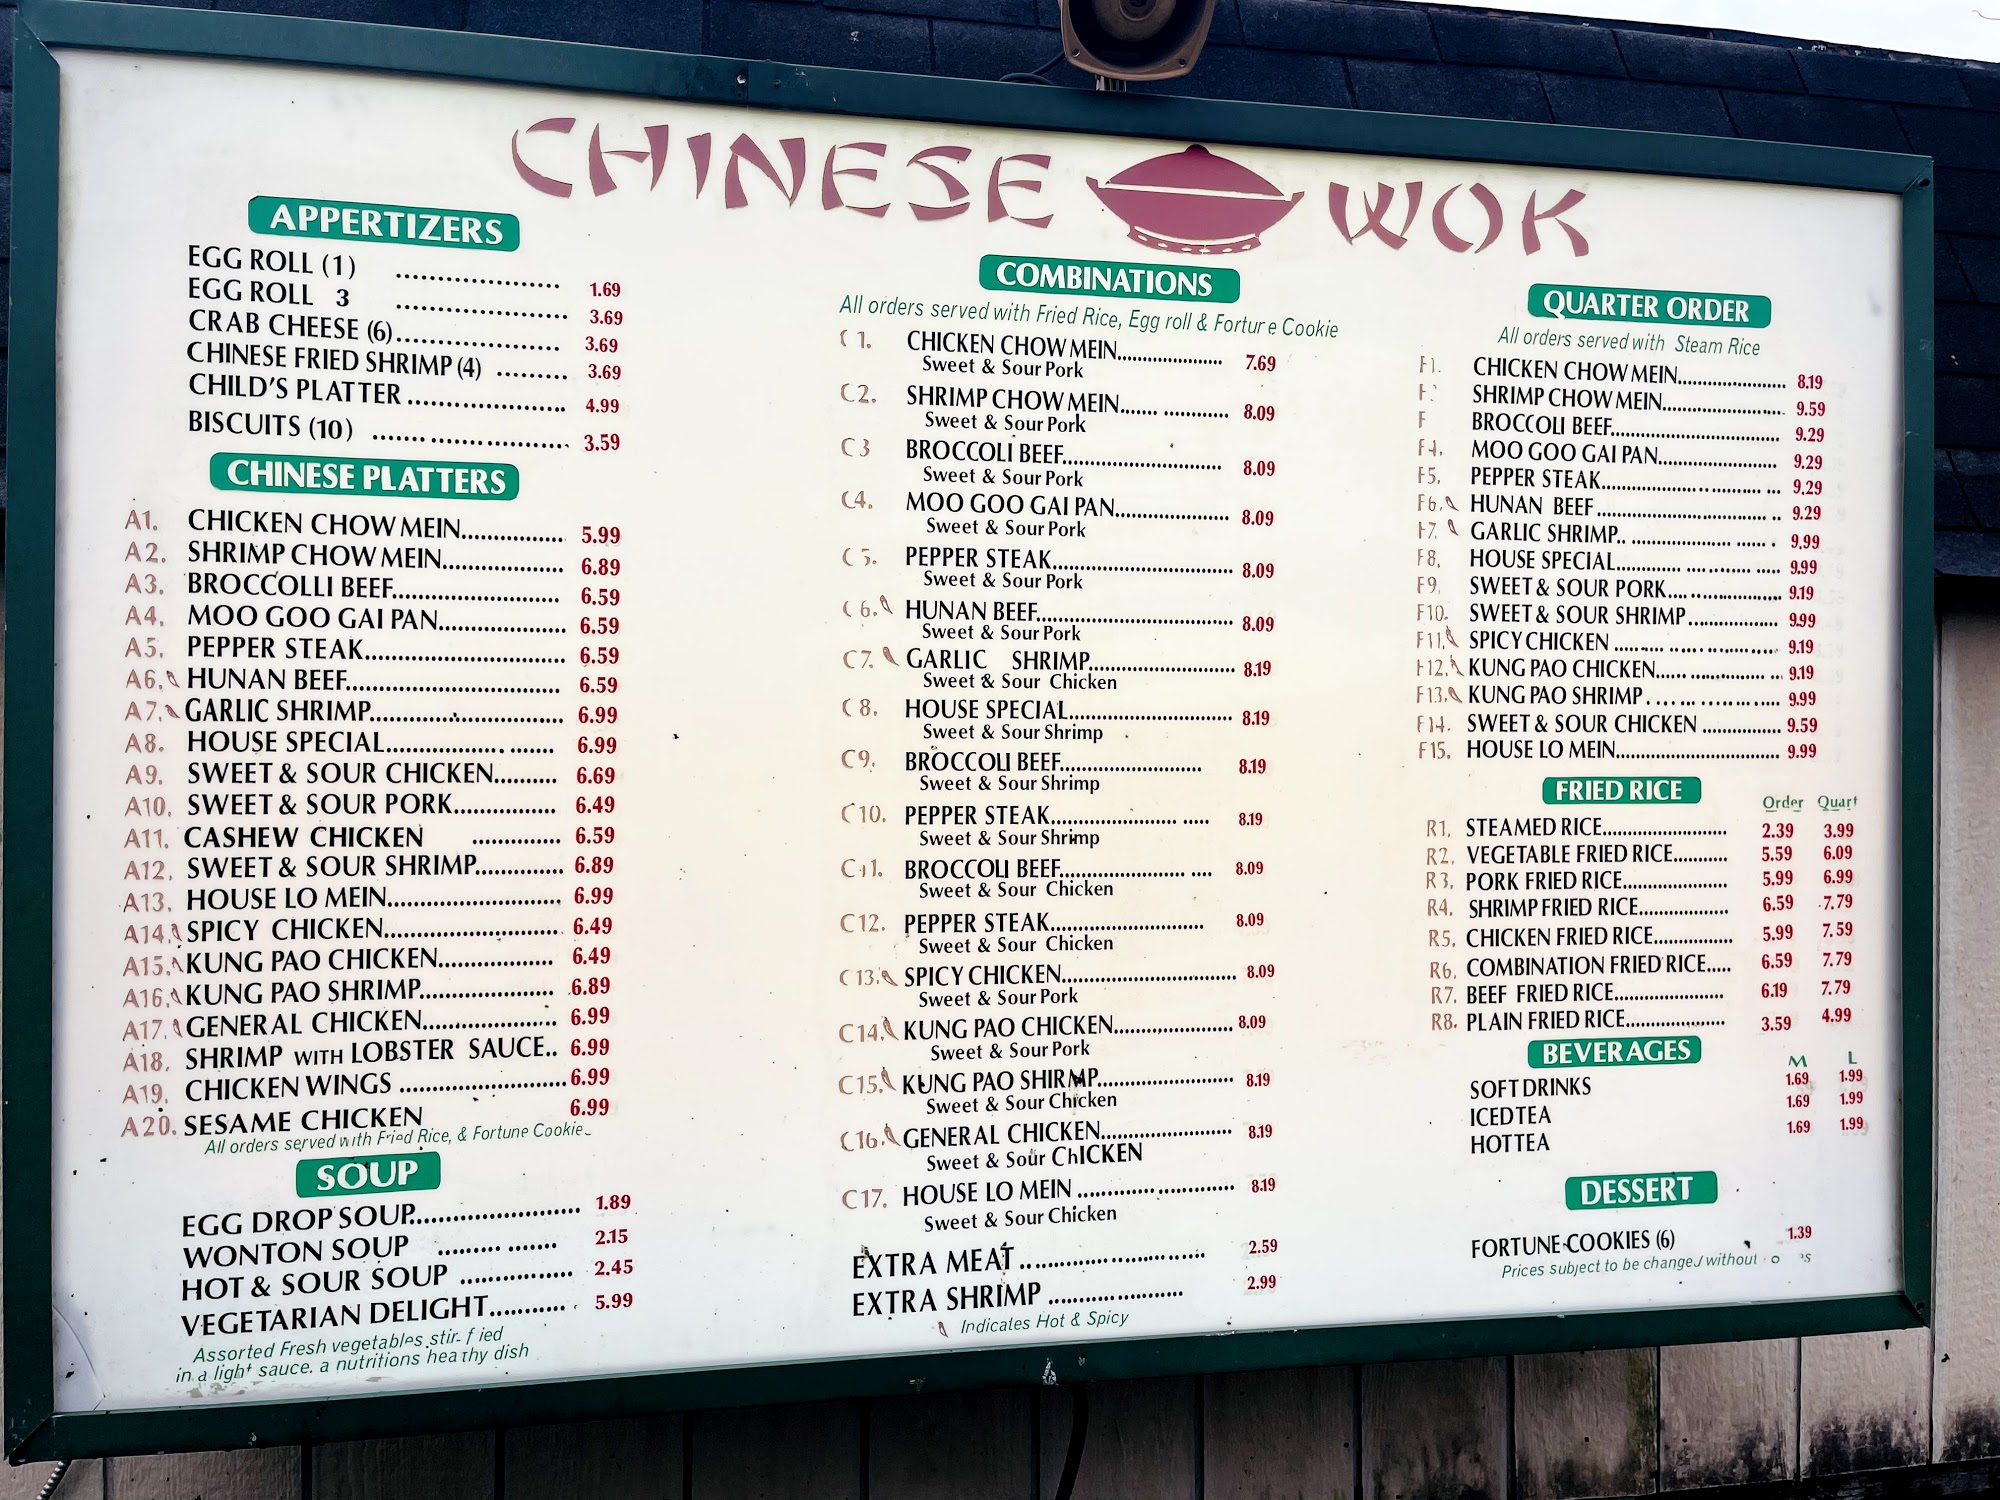 CHINESE WOK
APPERTIZERS
EGG ROLL (1) .................... 1.69
EGG ROLL 3 .................... 3.69
CRAB CHEESE (6).................... 3.69
CHINESE FRIED SHRIMP (4) ......... 3.69
CHILD'S PLATTER .................... 4.99
BISCUITS (10) .................... 3.59
CHINESE PLATTERS
A1. CHICKEN CHOW MEIN............... 5.99
A2. SHRIMP CHOW MEIN............... 6.89
A3. BROCCOLLI BEEF............... 6.59
A4. MOO GOO GAI PAN............... 6.59
A5. PEPPER STEAK............... 6.59
A6. HUNAN BEEF............... 6.59
A7. GARLIC SHRIMP............... 6.99
A8. HOUSE SPECIAL............... 6.99
A9. SWEET & SOUR CHICKEN.......... 6.69
A10. SWEET & SOUR PORK............... 6.49
A11. CASHEW CHICKEN ............. 6.59
A12. SWEET & SOUR SHRIMP............. 6.89
A13. HOUSE LO MEIN............... 6.99
A14. SPICY CHICKEN............... 6.49
A15. KUNG PAO CHICKEN............... 6.49
A16. KUNG PAO SHRIMP............... 6.89
A17. GENERAL CHICKEN............... 6.99
A18. SHRIMP WITH LOBSTER SAUCE.. 6.99
A19. CHICKEN WINGS ............... 6.99
A20. SESAME CHICKEN 6.99
All orders served with Fried Rice, & Fortune Cookie
SOUP
EGG DROP SOUP............... 1.89
WONTON SOUP ......... ....... 2.15
HOT & SOUR SOUP ............... 2.45
VEGETARIAN DELIGHT........... 5.99
Assorted Fresh vegetables stir-f ied
in a light sauce. a nutritions hea thy dish
COMBINATIONS
All orders served with Fried Rice, Egg roll & Fortur e Cookie
C 1. CHICKEN CHOW MEIN............... 7.69
Sweet & Sour Pork
C2. SHRIMP CHOW MEIN....... ............ 8.09
Sweet & Sour Pork
C3 BROCCOLI BEEF............... 8.09
Sweet & Sour Pork
C4. MOO GOO GAI PAN............... 8.09
Sweet & Sour Pork
C 5. PEPPER STEAK............... 8.09
Sweet & Sour Pork
C 6. HUNAN BEEF............... 8.09
Sweet & Sour Pork
C7. GARLIC SHRIMP............... 8.19
Sweet & Sour Chicken
C 8. HOUSE SPECIAL............... 8.19
Sweet & Sour Shrimp
C9. BROCCOLI BEEF............... 8.19
Sweet & Sour Shrimp
C10. PEPPER STEAK............... ..... 8.19
Sweet & Sour Shrimp
C11. BROCCOLI BEEF............... .... 8.09
Sweet & Sour Chicken
C12. PEPPER STEAK............... 8.09
Sweet & Sour Chicken
C13. SPICY CHICKEN............... 8.09
Sweet & Sour Pork
C14. KUNG PAO CHICKEN............... 8.09
Sweet & Sour Pork
C15. KUNG PAO SHIRMP............... 8.19
Sweet & Sour Chicken
C16. GENERAL CHICKEN............... 8.19
Sweet & Sour ChICKEN
C17. HOUSE LO MEIN ............... 8.19
Sweet & Sour Chicken
EXTRA MEAT ............... 2.59
EXTRA SHRIMP ............... 2.99
Indicates Hot & Spicy
QUARTER ORDER
All orders served with Steam Rice
F1. CHICKEN CHOW MEIN............... 8.19
F SHRIMP CHOW MEIN............... 9.59
F BROCCOLI BEEF............... 9.29
F4. MOO GOO GAI PAN............... 9.29
F5. PEPPER STEAK............... 9.29
F6. HUNAN BEEF ............... 9.29
F7. GARLIC SHRIMP.. ............... 9.99
F8. HOUSE SPECIAL............... 9.99
F9. SWEET & SOUR PORK............... 9.19
F10. SWEET & SOUR SHRIMP............... 9.99
F11. SPICY CHICKEN ............... 9.19
F12. KUNG PAO CHICKEN............... 9.19
F13. KUNG PAO SHRIMP............... 9.99
F14. SWEET & SOUR CHICKEN ............... 9.59
F15. HOUSE LO MEIN............... 9.99
FRIED RICE
Order Quart
R1. STEAMED RICE............... 2.39 3.99
R2. VEGETABLE FRIED RICE........... 5.59 6.09
R3. PORK FRIED RICE............... 5.99 6.99
R4. SHRIMP FRIED RICE............... 6.59 7.79
R5. CHICKEN FRIED RICE............... 5.99 7.59
R6. COMBINATION FRIED RICE..... 6.59 7.79
R7. BEEF FRIED RICE............... 6.19 7.79
R8. PLAIN FRIED RICE............... 3.59 4.99
BEVERAGES
M L
SOFT DRINKS 1.69 1.99
ICED TEA 1.69 1.99
HOT TEA 1.69 1.99
DESSERT
FORTUNE COOKIES (6) 1.39
Prices subject to be changed without